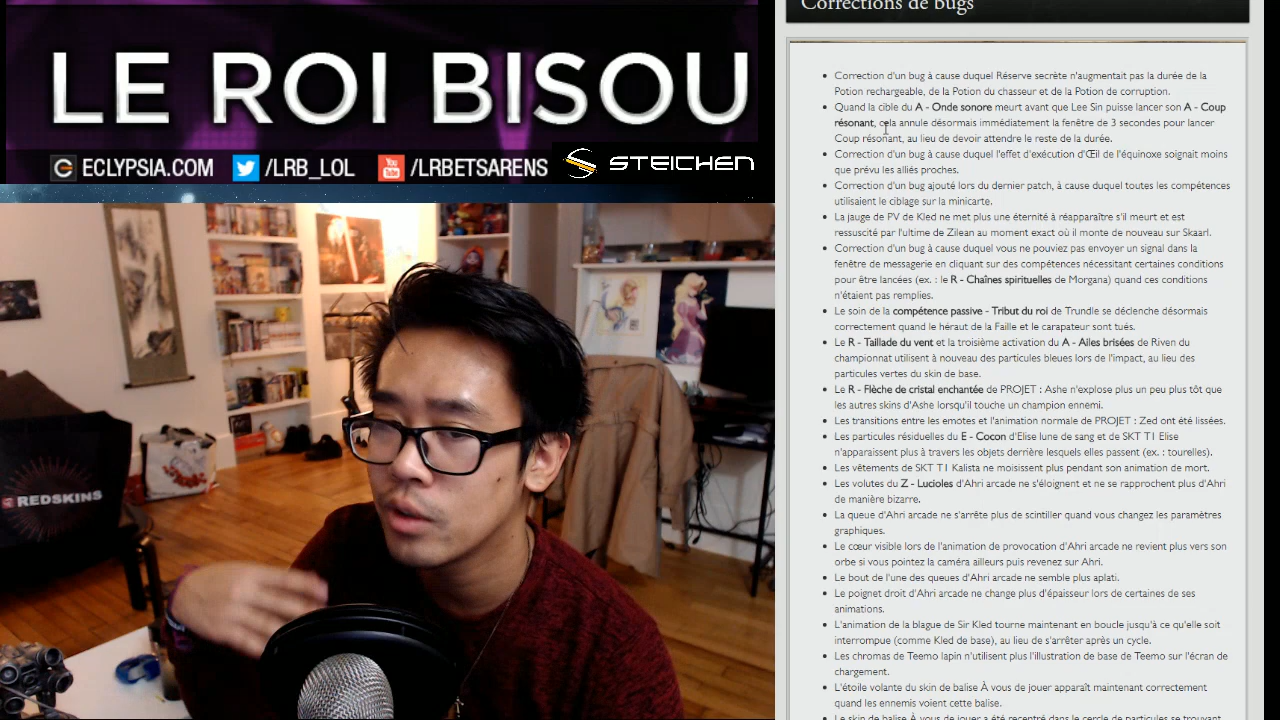 LE ROI BISOU
ECLYPSIA.COM
/LRB_LOL
You Tube
/LRBETSARENS
STEICHEN
REDSKINS
Corrections de bugs
Correction d'un bug à cause duquel Réserve secrète n'augmentait pas la durée de la
Potion rechargeable, de la Potion du chasseur et de la Potion de corruption.
Quand la cible du A - Onde sonore meurt avant que Lee Sin puisse lancer son A - Coup
résonant, cela annule désormais immédiatement la fenêtre de 3 secondes pour lancer
Coup résonant, au lieu de devoir attendre le reste de la durée.
Correction d'un bug à cause duquel l'effet d'exécution d'Œil de l'équinoxe soignait moins
que prévu les alliés proches.
Correction d'un bug ajouté lors du dernier patch, à cause duquel toutes les compétences
utilisaient le ciblage sur la minicarte.
La jauge de PV de Kled ne met plus une éternité à réapparaître s'il meurt et est
ressuscité par l'ultime de Zilean au moment exact où il monte de nouveau sur Skaarl.
Correction d'un bug à cause duquel vous ne pouviez pas envoyer un signal dans la
fenêtre de messagerie en cliquant sur des compétences nécessitant certaines conditions
pour être lancées (ex. : le R - Chaînes spirituelles de Morgana) quand ces conditions
n'étaient pas remplies.
Le soin de la compétence passive - Tribut du roi de Trundle se déclenche désormais
correctement quand le héraut de la Faille et le carapateur sont tués.
Le R - Taillade du vent et la troisième activation du A - Ailes brisées de Riven du
championnat utilisent à nouveau des particules bleues lors de l'impact, au lieu des
particules vertes du skin de base.
Le R - Flèche de cristal enchantée de PROJET : Ashe n'explose plus un peu plus tôt que
les autres skins d'Ashe lorsqu'il touche un champion ennemi.
Les transitions entre les emotes et l'animation normale de PROJET : Zed ont été lissées.
Les particules résiduelles du E - Cocon d'Elise lune de sang et de SKT T1 Elise
n'apparaissent plus à travers les objets derrière lesquels elles passent (ex. : tourelles).
Les vêtements de SKT T1 Kalista ne moisissent plus pendant son animation de mort.
Les volutes du Z - Lucioles d'Ahri arcade ne s'éloignent et ne se rapprochent plus d'Ahri
de manière bizarre.
La queue d'Ahri arcade ne s'arrête plus de scintiller quand vous changez les paramètres
graphiques.
Le cœur visible lors de l'animation de provocation d'Ahri arcade ne revient plus vers son
orbe si vous pointez la caméra ailleurs puis revenez sur Ahri.
Le bout de l'une des queues d'Ahri arcade ne semble plus aplati.
Le poignet droit d'Ahri arcade ne change plus d'épaisseur lors de certaines de ses
animations.
L'animation de la blague de Sir Kled tourne maintenant en boucle jusqu'à ce qu'elle soit
interrompue (comme Kled de base), au lieu de s'arrêter après un cycle.
Les chromas de Teemo lapin n'utilisent plus l'illustration de base de Teemo sur l'écran de
chargement.
L'étoile volante du skin de balise À vous de jouer apparaît maintenant correctement
quand les ennemis voient cette balise.
Le skin de balise À vous de jouer a été recentré dans le cercle de particules se trouvant